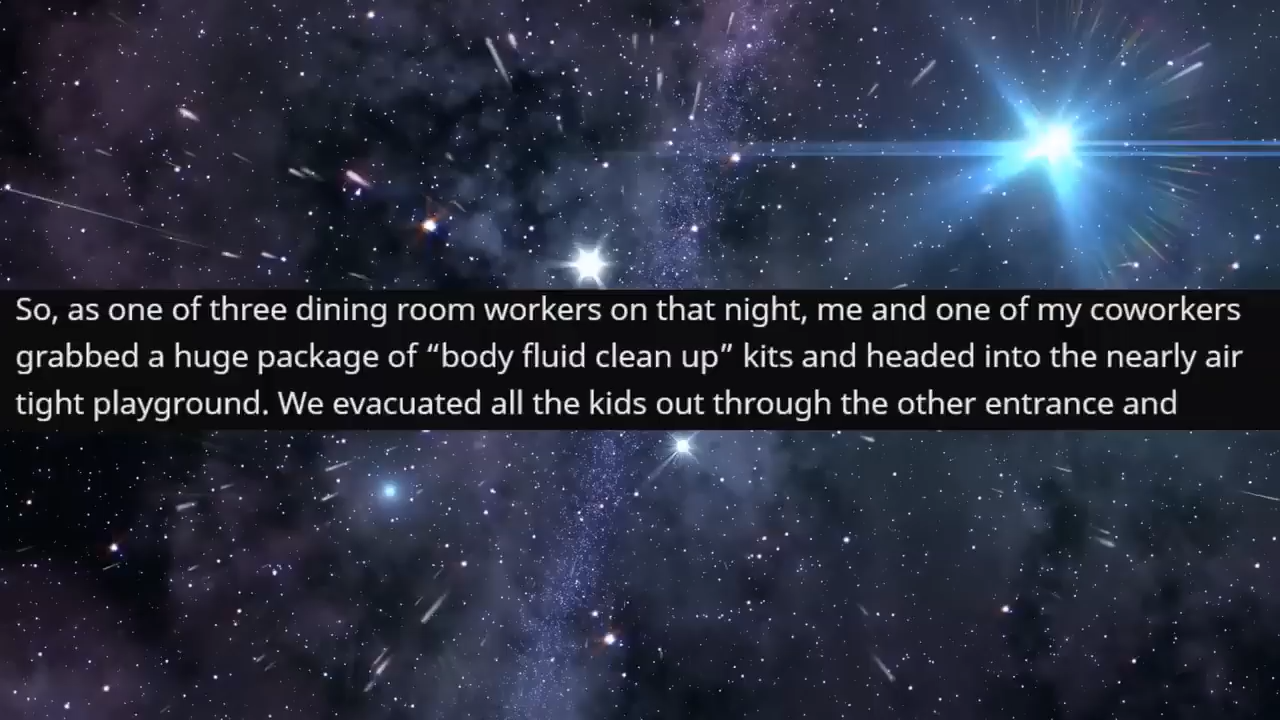 So, as one of three dining room workers on that night, me and one of my coworkers
grabbed a huge package of “body fluid clean up” kits and headed into the nearly air
tight playground. We evacuated all the kids out through the other entrance and